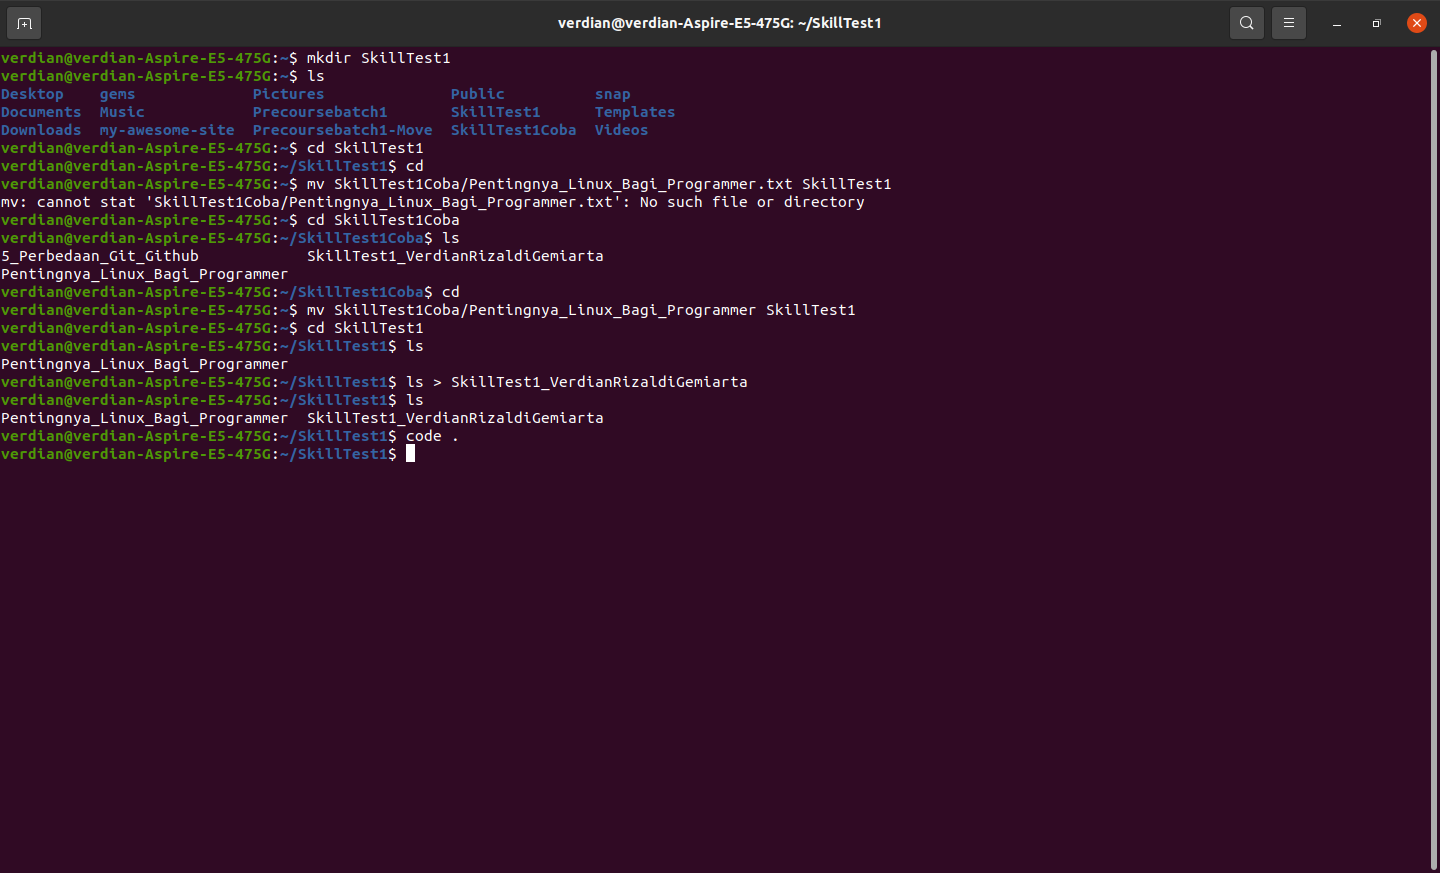 verdian@verdian-Aspire-E5-475G: ~/SkillTest1
verdian@verdian-Aspire-E5-475G:~$ mkdir SkillTest1
verdian@verdian-Aspire-E5-475G:~$ ls
Desktop    gems             Pictures              Public          snap
Documents  Music            Precoursebatch1       SkillTest1      Templates
Downloads  my-awesome-site  Precoursebatch1-Move  SkillTest1Coba  Videos
verdian@verdian-Aspire-E5-475G:~$ cd SkillTest1
verdian@verdian-Aspire-E5-475G:~/SkillTest1$ cd
verdian@verdian-Aspire-E5-475G:~$ mv SkillTest1Coba/Pentingnya_Linux_Bagi_Programmer.txt SkillTest1
mv: cannot stat 'SkillTest1Coba/Pentingnya_Linux_Bagi_Programmer.txt': No such file or directory
verdian@verdian-Aspire-E5-475G:~$ cd SkillTest1Coba
verdian@verdian-Aspire-E5-475G:~/SkillTest1Coba$ ls
5_Perbedaan_Git_Github            SkillTest1_VerdianRizaldiGemiarta
Pentingnya_Linux_Bagi_Programmer
verdian@verdian-Aspire-E5-475G:~/SkillTest1Coba$ cd
verdian@verdian-Aspire-E5-475G:~$ mv SkillTest1Coba/Pentingnya_Linux_Bagi_Programmer SkillTest1
verdian@verdian-Aspire-E5-475G:~$ cd SkillTest1
verdian@verdian-Aspire-E5-475G:~/SkillTest1$ ls
Pentingnya_Linux_Bagi_Programmer
verdian@verdian-Aspire-E5-475G:~/SkillTest1$ ls > SkillTest1_VerdianRizaldiGemiarta
verdian@verdian-Aspire-E5-475G:~/SkillTest1$ ls
Pentingnya_Linux_Bagi_Programmer  SkillTest1_VerdianRizaldiGemiarta
verdian@verdian-Aspire-E5-475G:~/SkillTest1$ code .
verdian@verdian-Aspire-E5-475G:~/SkillTest1$